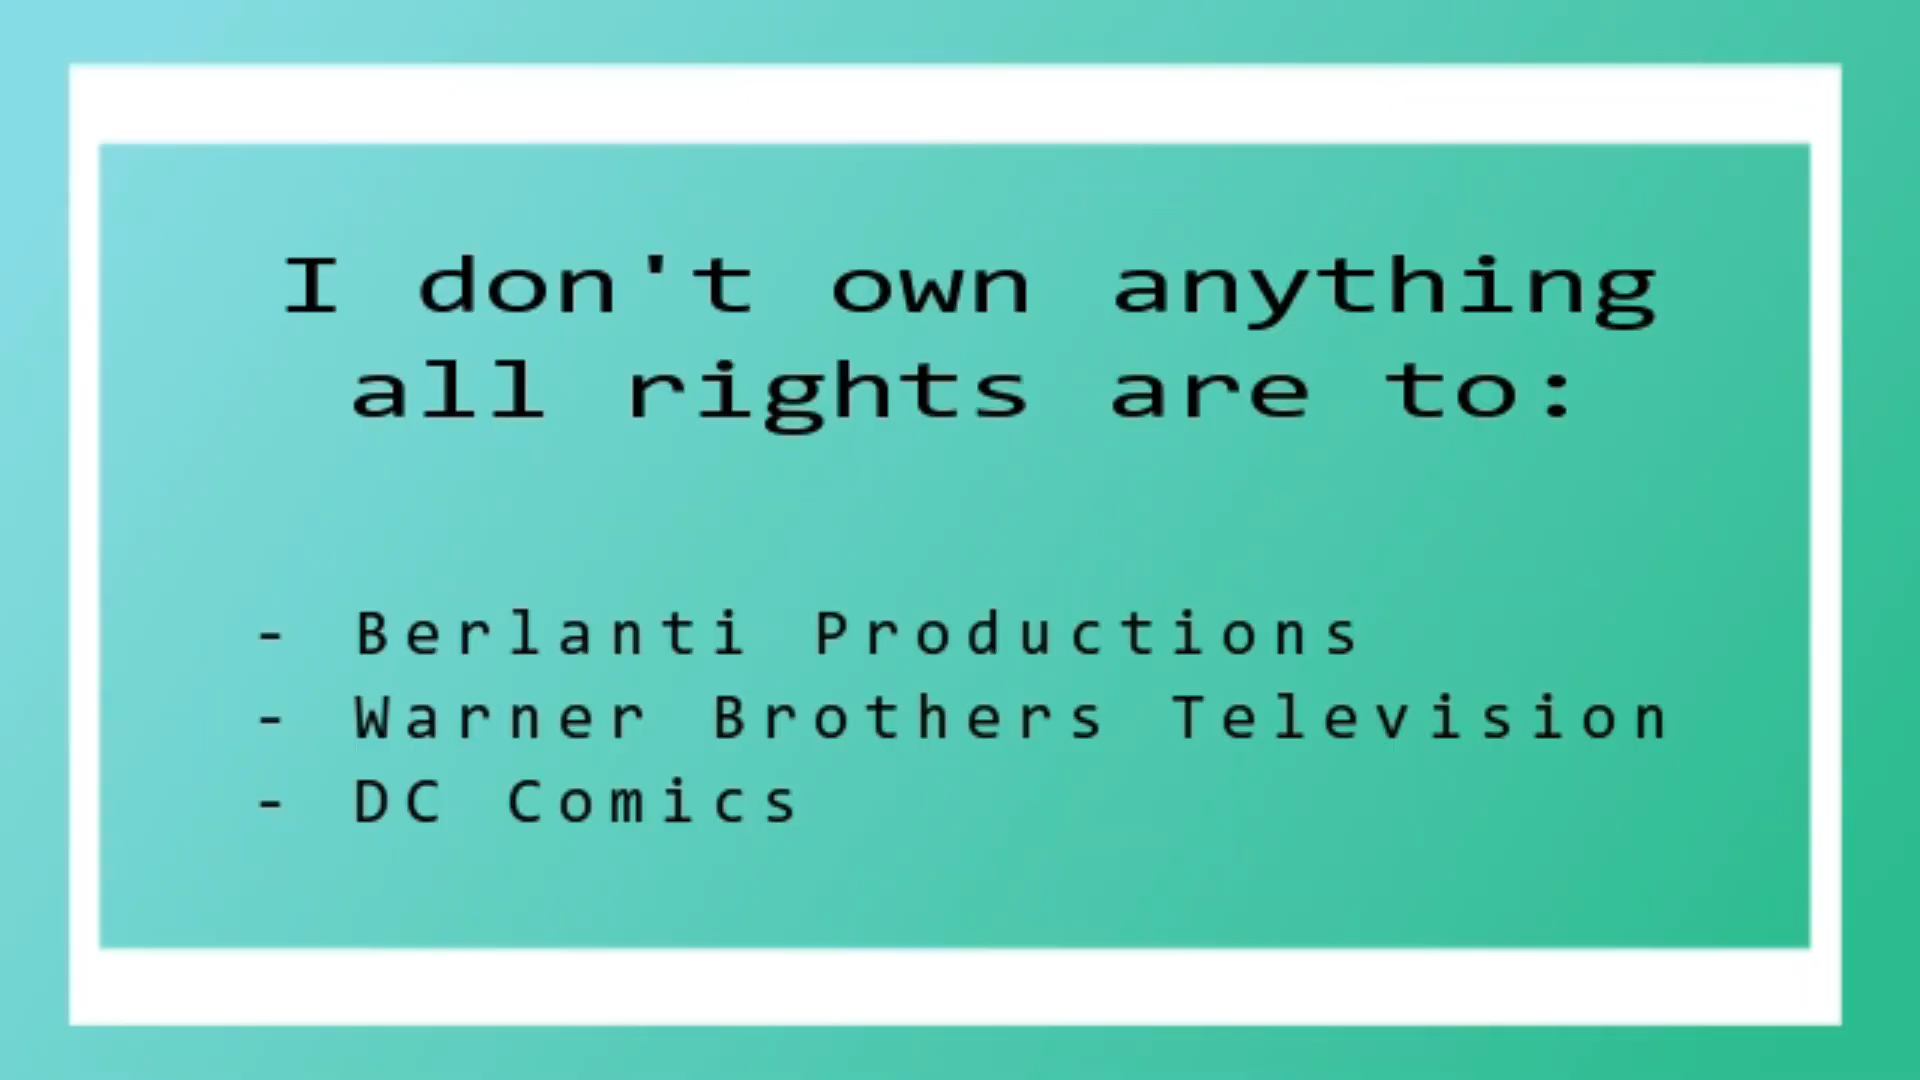 I don't own anything
all rights are to:
- Berlanti Productions
- Warner Brothers Television
- DC Comics